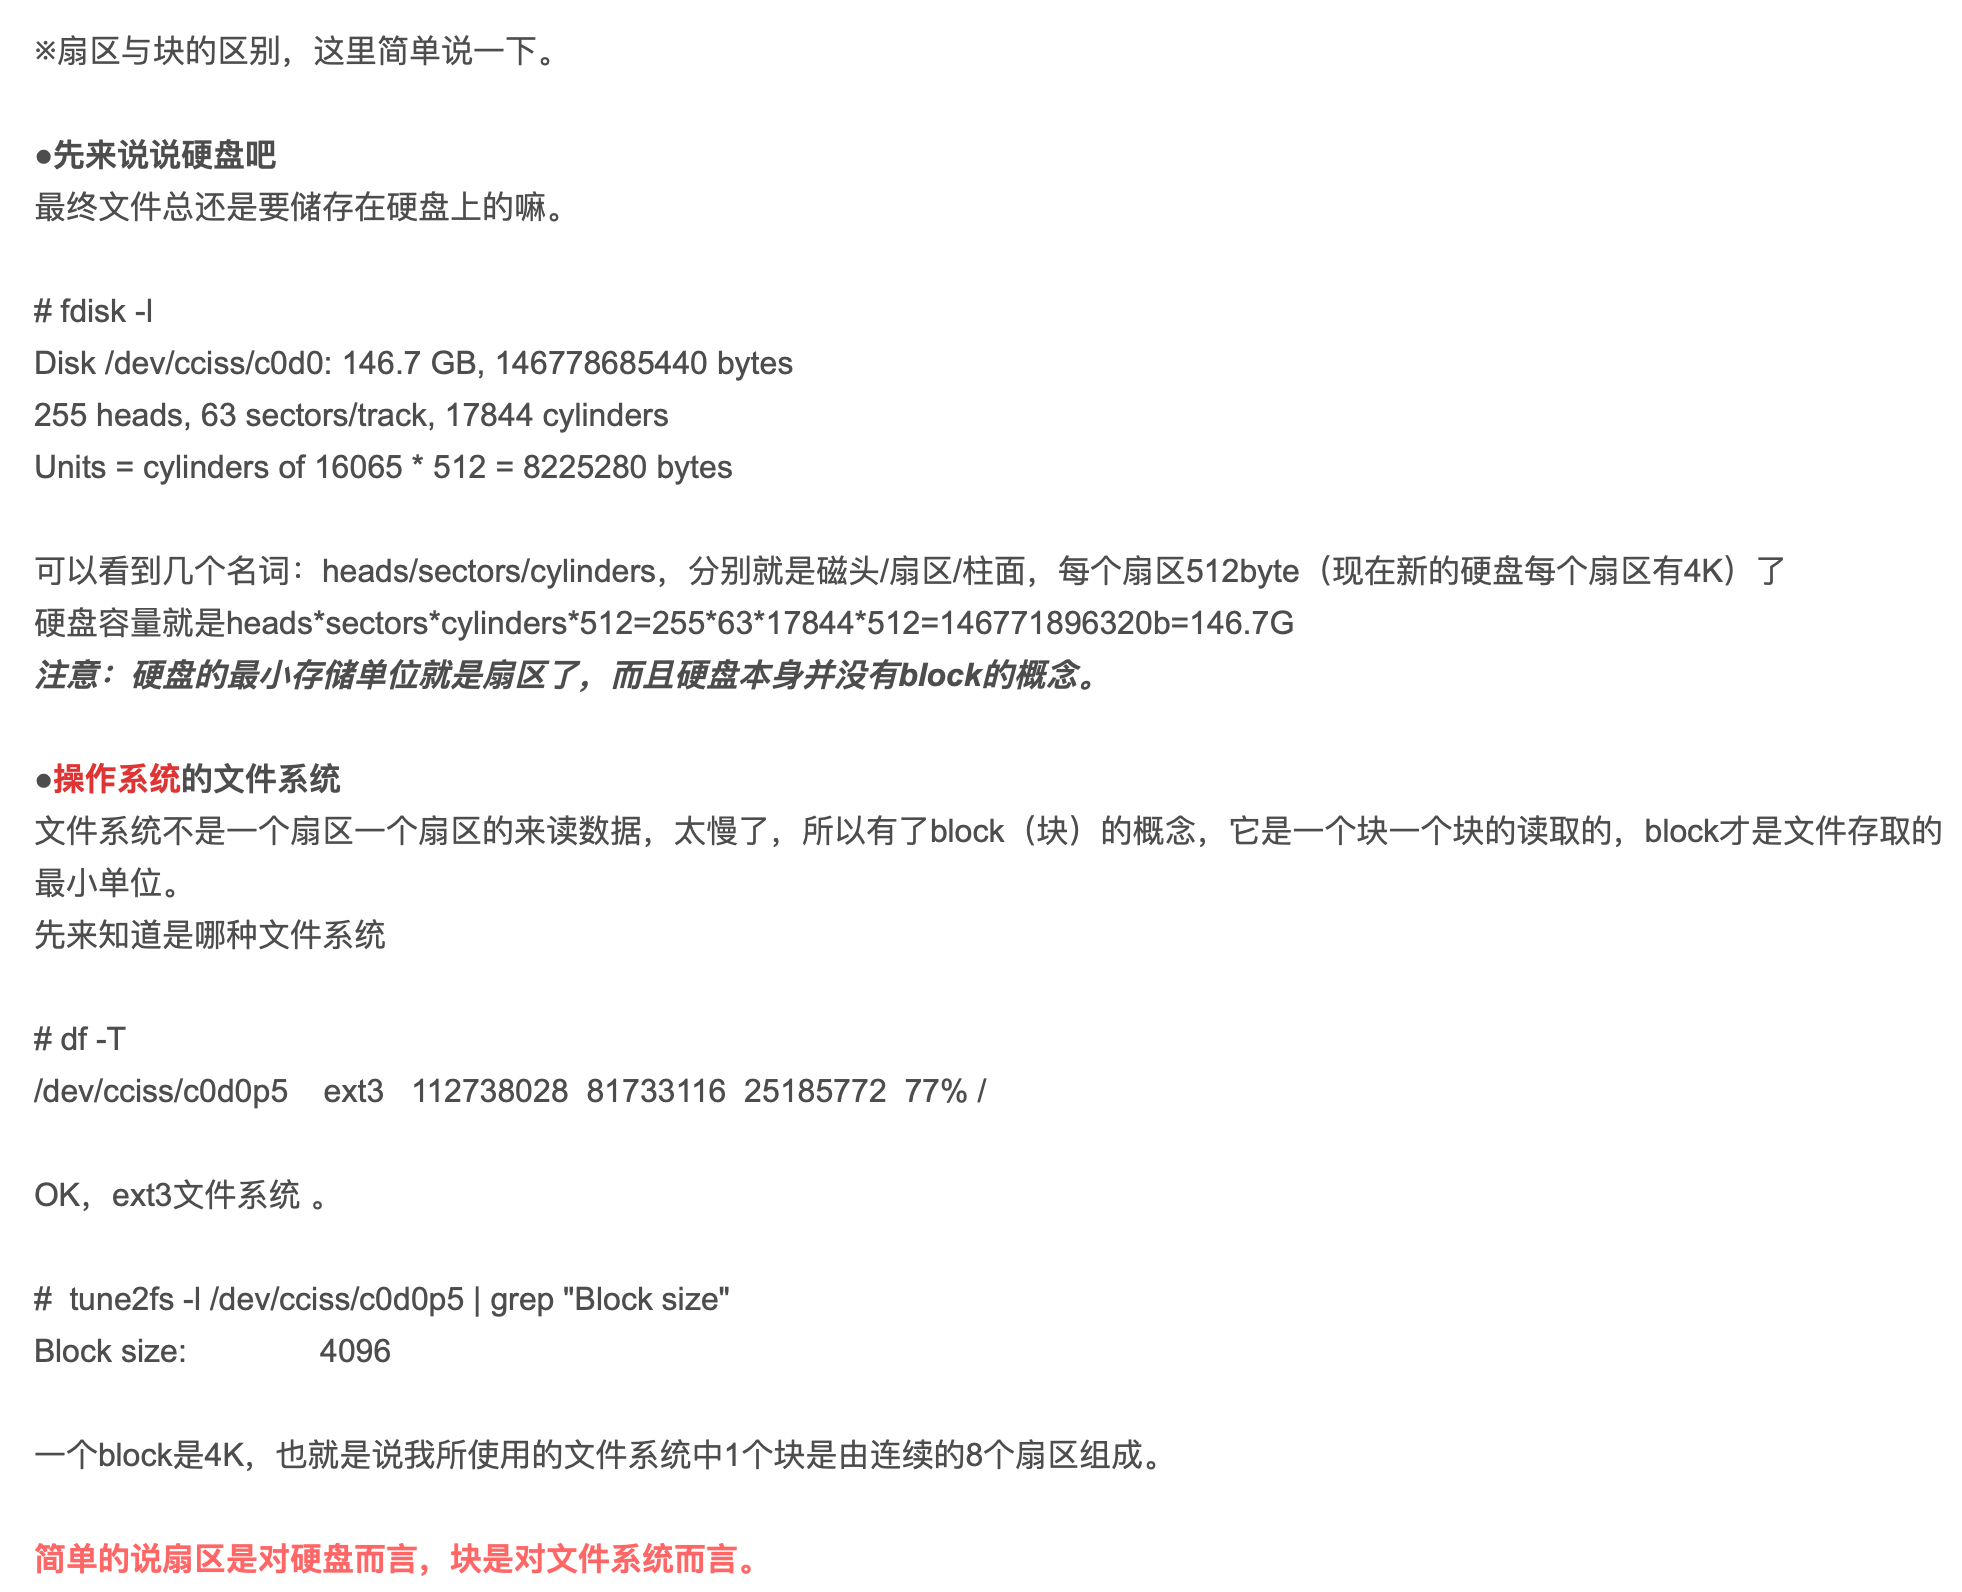 ※扇区与块的区别，这里简单说一下。
●先来说说硬盘吧
最终文件总还是要储存在硬盘上的嘛。
# fdisk -l
Disk /dev/cciss/c0d0: 146.7 GB, 146778685440 bytes
255 heads, 63 sectors/track, 17844 cylinders
Units = cylinders of 16065 * 512 = 8225280 bytes
可以看到几个名词：heads/sectors/cylinders，分别就是磁头/扇区/柱面，每个扇区512byte（现在新的硬盘每个扇区有4K）了
硬盘容量就是heads*sectors*cylinders*512=255*63*17844*512=146771896320b=146.7G
注意：硬盘的最小存储单位就是扇区了，而且硬盘本身并没有block的概念。
●操作系统的文件系统
文件系统不是一个扇区一个扇区的来读数据，太慢了，所以有了block（块）的概念，它是一个块一个块的读取的，block才是文件存取的
最小单位。
先来知道是哪种文件系统
# df -T
/dev/cciss/c0d0p5    ext3   112738028  81733116  25185772  77% /
OK，ext3文件系统 。
#  tune2fs -l /dev/cciss/c0d0p5 | grep "Block size"
Block size:               4096
一个block是4K，也就是说我所使用的文件系统中1个块是由连续的8个扇区组成。
简单的说扇区是对硬盘而言，块是对文件系统而言。